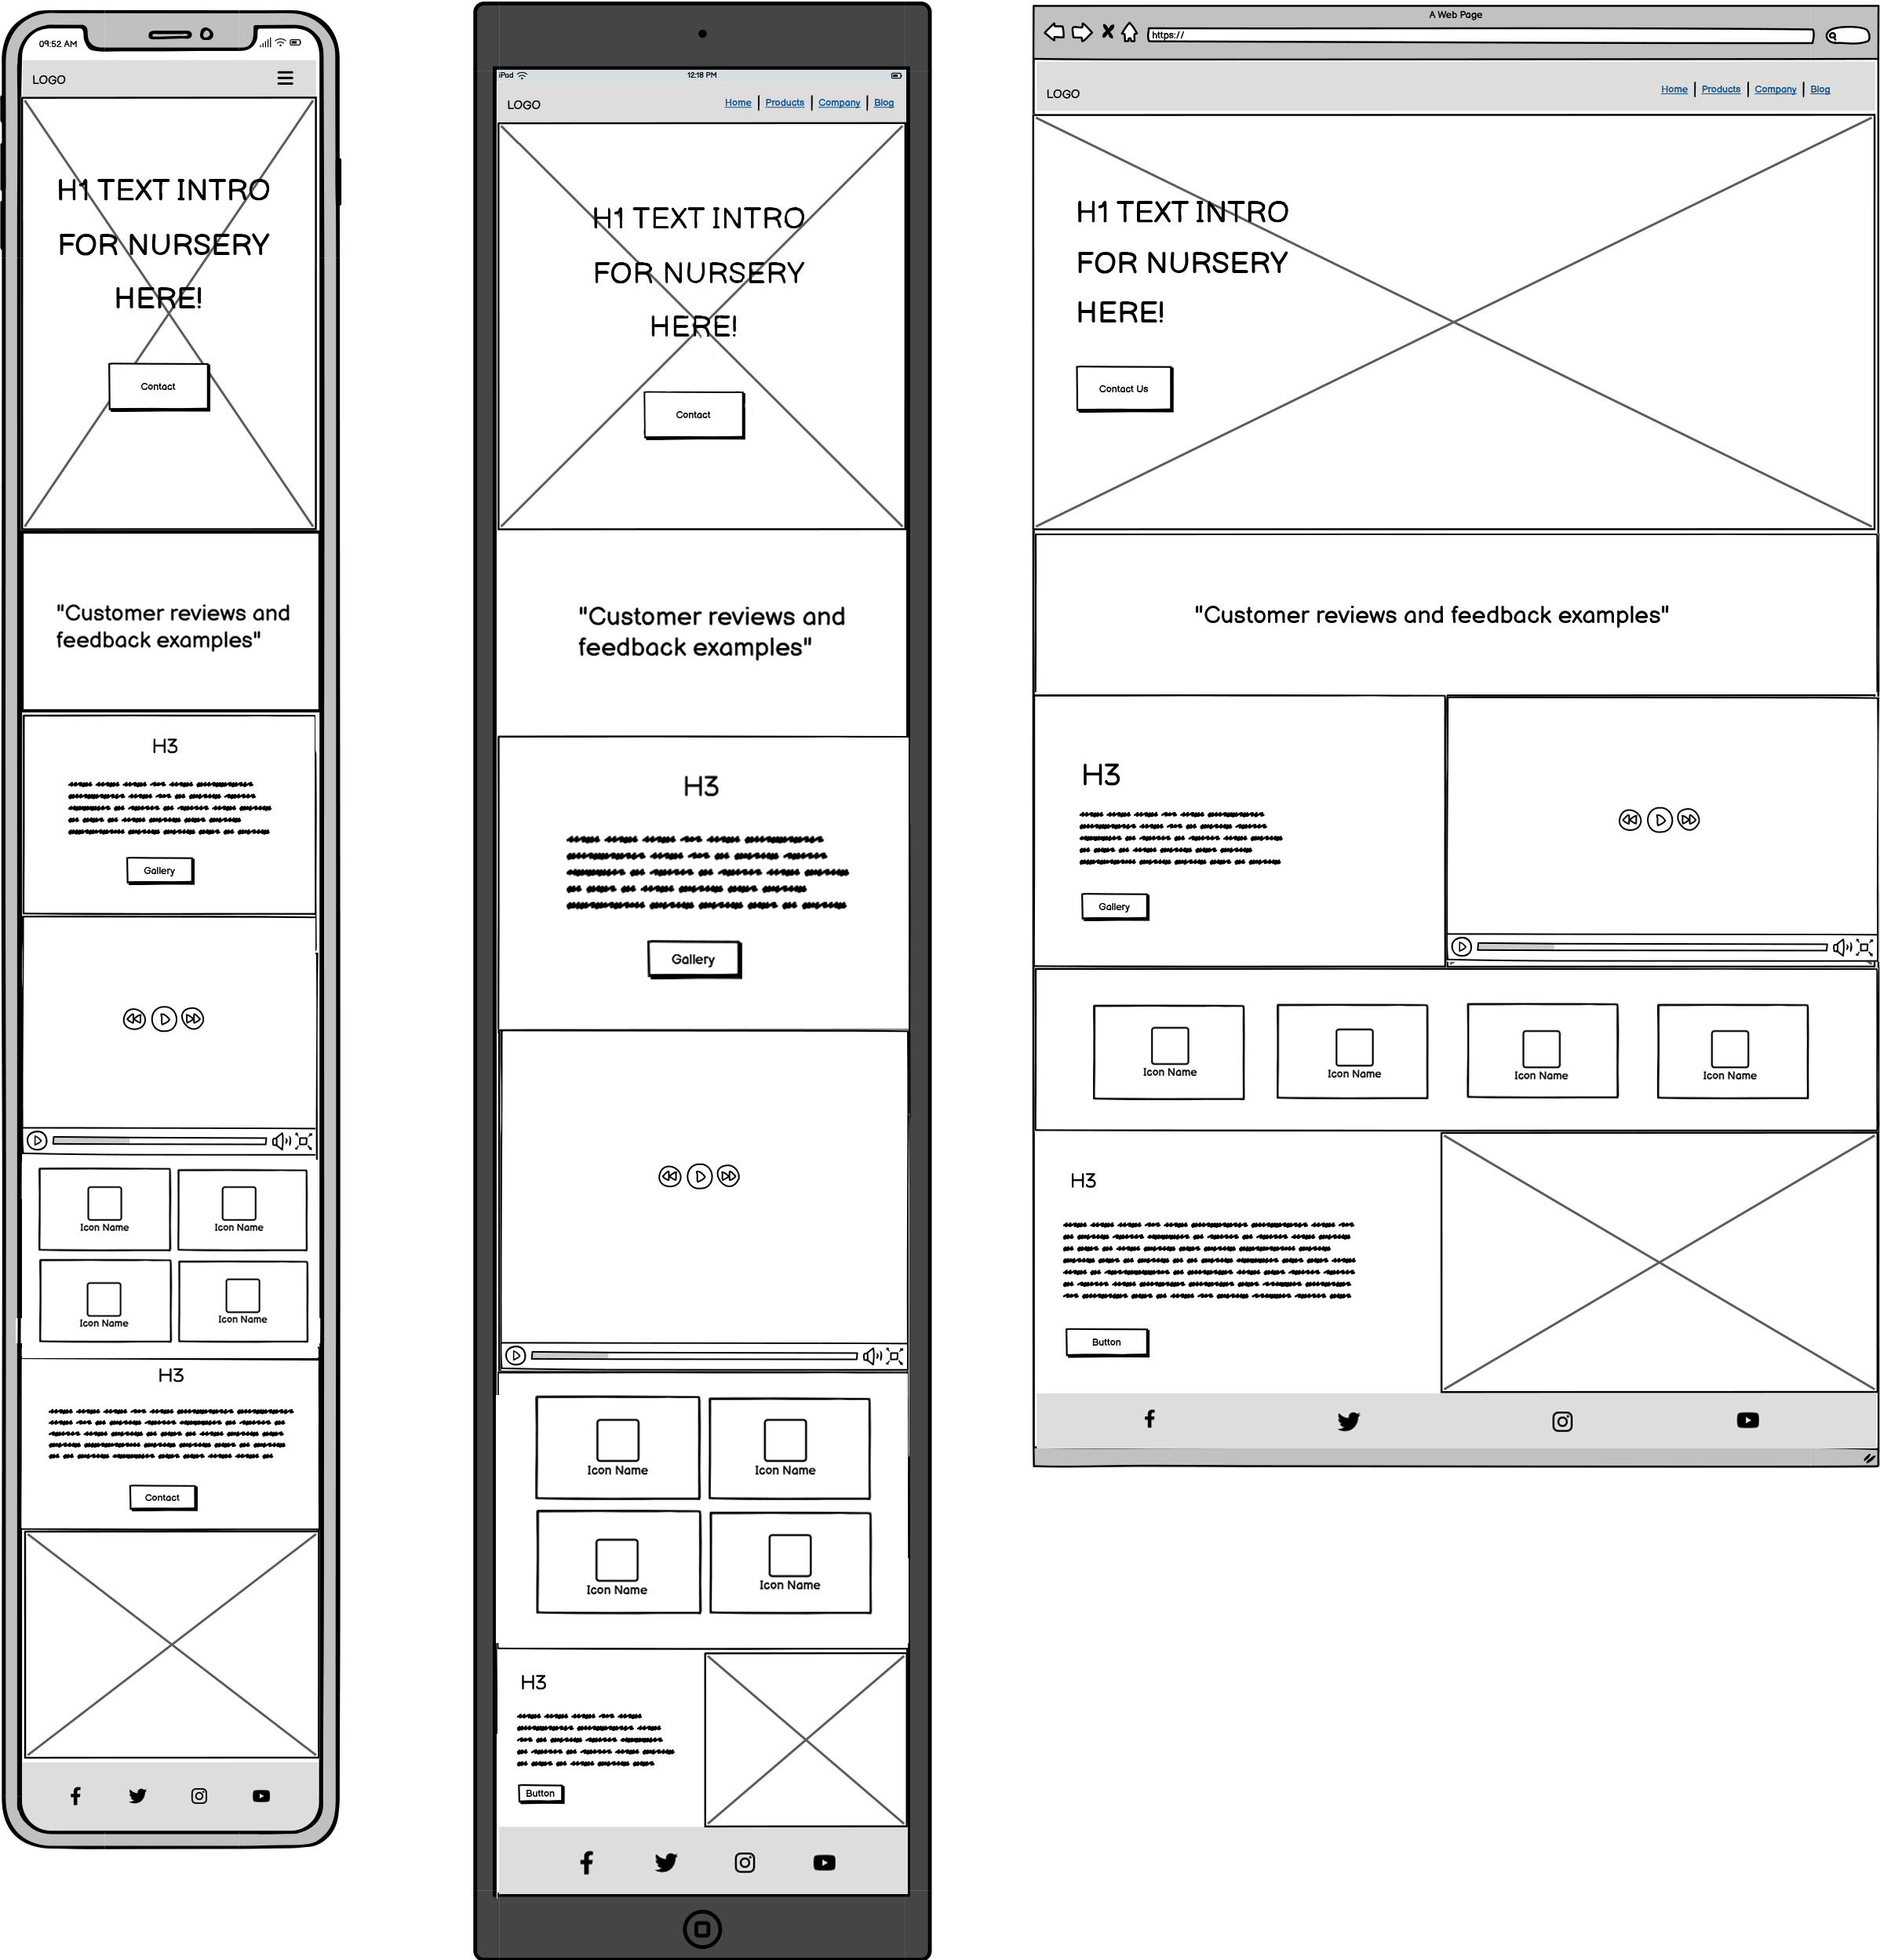 09:52 AM
LOGO
H1 TEXT INTRO
FOR NURSERY
HERE!
Contact
"Customer reviews and
feedback examples"
H3
Gallery
Icon Name
Icon Name
Icon Name
Icon Name
H3
Contact
iPad
12:18 PM
LOGO
Home
Products
Company
Blog
H1 TEXT INTRO
FOR NURSERY
HERE!
Contact
"Customer reviews and
feedback examples"
H3
Gallery
Icon Name
Icon Name
Icon Name
Icon Name
H3
Button
A Web Page
https://
LOGO
Home
Products
Company
Blog
H1 TEXT INTRO
FOR NURSERY
HERE!
Contact Us
"Customer reviews and feedback examples"
H3
Gallery
Icon Name
Icon Name
Icon Name
Icon Name
H3
Button